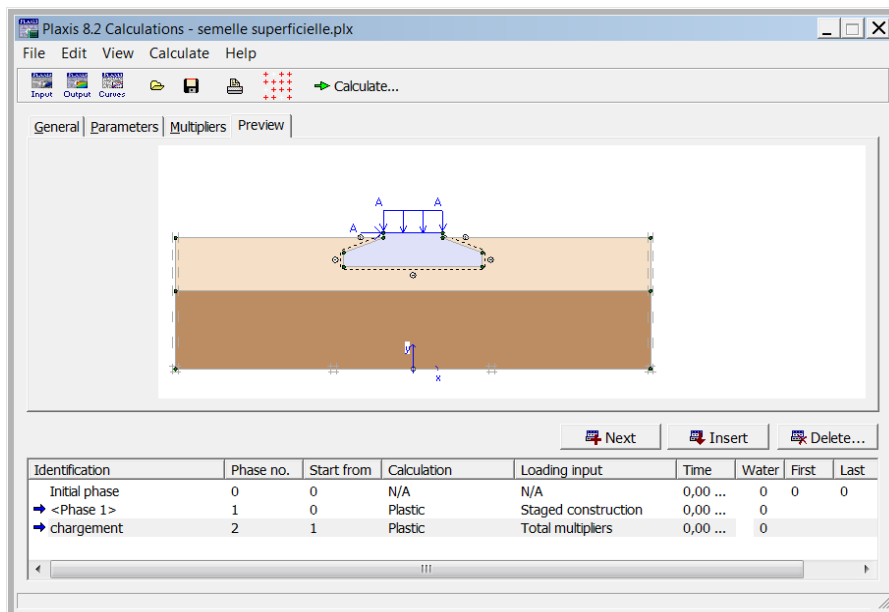 Plaxis 8.2 Calculations - semelle superficielle.plx
File Edit View Calculate Help
Input Output Curves Calculate...
General Parameters Multipliers Preview
A A
A
y
x
Next Insert Delete...
Identification Phase no. Start from Calculation Loading input Time Water First Last
Initial phase 0 0 N/A N/A 0,00 ... 0 0 0
<Phase 1> 1 0 Plastic Staged construction 0,00 ... 0
chargement 2 1 Plastic Total multipliers 0,00 ... 0